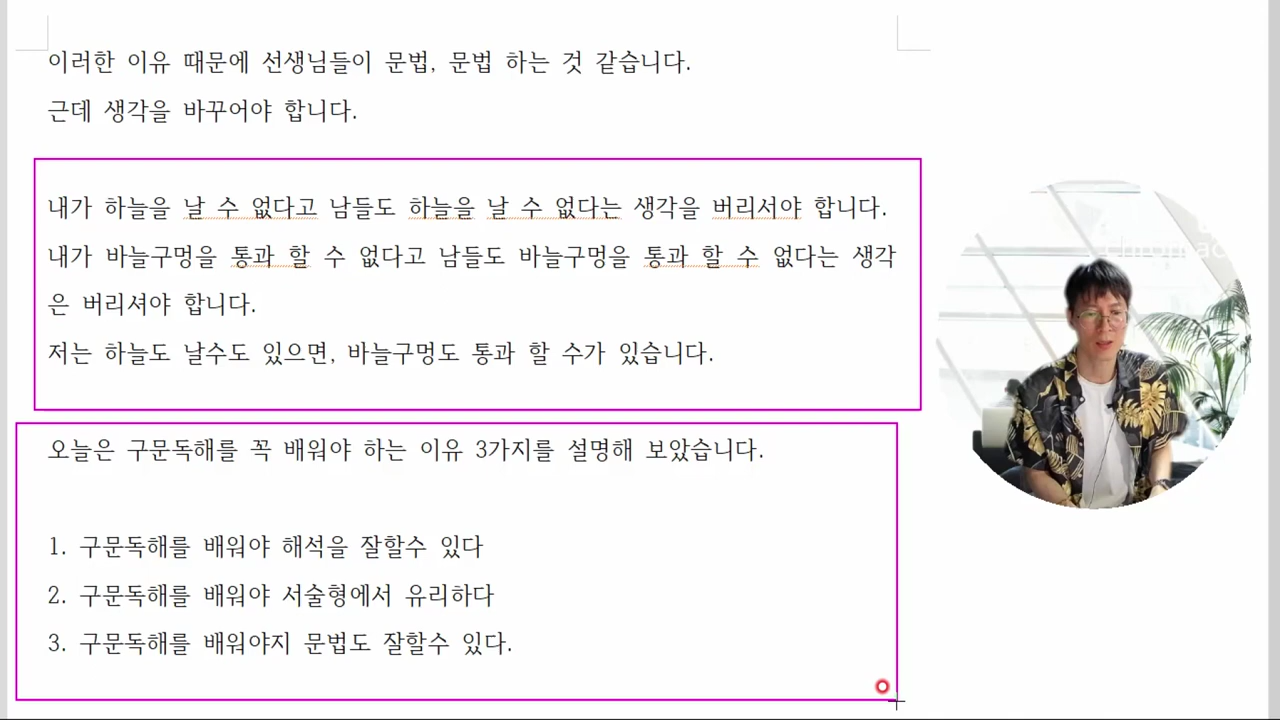 이러한 이유 때문에 선생님들이 문법, 문법 하는 것 같습니다.
근데 생각을 바꾸어야 합니다.
내가 하늘을 날 수 없다고 남들도 하늘을 날 수 없다는 생각을 버리서야 합니다.
내가 바늘구멍을 통과 할 수 없다고 남들도 바늘구멍을 통과 할 수 없다는 생각
은 버리셔야 합니다.
저는 하늘도 날수도 있으면, 바늘구멍도 통과 할 수가 있습니다.
오늘은 구문독해를 꼭 배워야 하는 이유 3가지를 설명해 보았습니다.
1. 구문독해를 배워야 해석을 잘할수 있다
2. 구문독해를 배워야 서술형에서 유리하다
3. 구문독해를 배워야지 문법도 잘할수 있다.